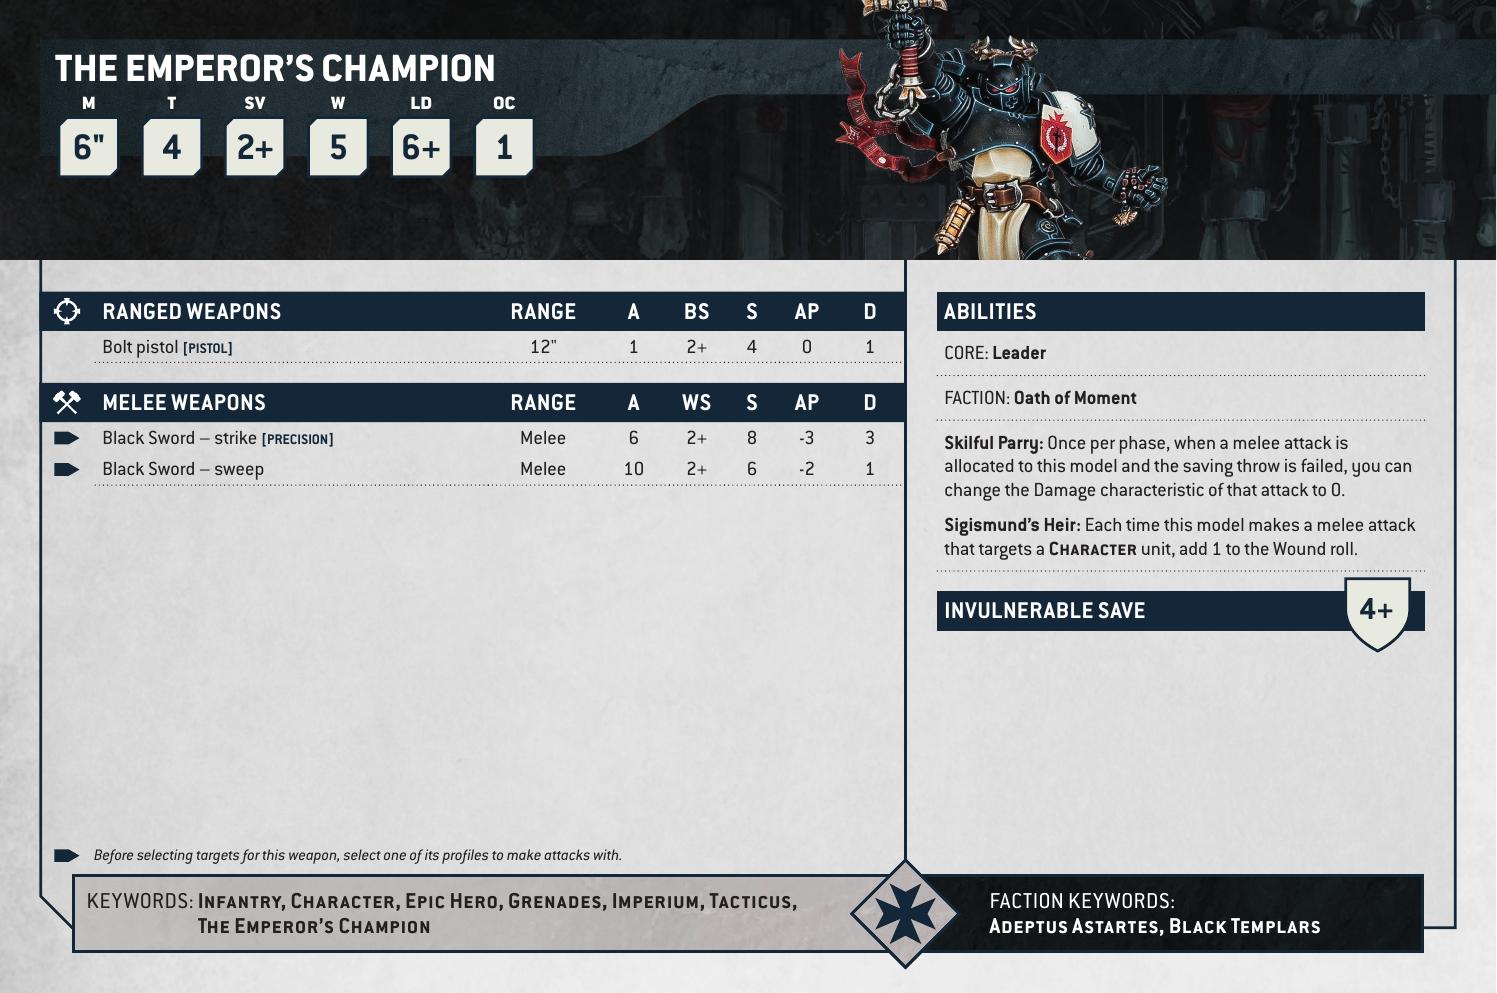 THE EMPEROR'S CHAMPION
M T SV W LD OC
6" 4 2+ 5 6+ 1
RANGED WEAPONS RANGE A BS S AP D
Bolt pistol [PISTOL] 12" 1 2+ 4 0 1
MELEE WEAPONS RANGE A WS S AP D
Black Sword – strike [PRECISION] Melee 6 2+ 8 -3 3
Black Sword – sweep Melee 10 2+ 6 -2 1
Before selecting targets for this weapon, select one of its profiles to make attacks with.
ABILITIES
CORE: Leader
FACTION: Oath of Moment
Skilful Parry: Once per phase, when a melee attack is
allocated to this model and the saving throw is failed, you can
change the Damage characteristic of that attack to 0.
Sigismund's Heir: Each time this model makes a melee attack
that targets a CHARACTER unit, add 1 to the Wound roll.
INVULNERABLE SAVE 4+
KEYWORDS: INFANTRY, CHARACTER, EPIC HERO, GRENADES, IMPERIUM, TACTICUS,
THE EMPEROR'S CHAMPION
FACTION KEYWORDS:
ADEPTUS ASTARTES, BLACK TEMPLARS